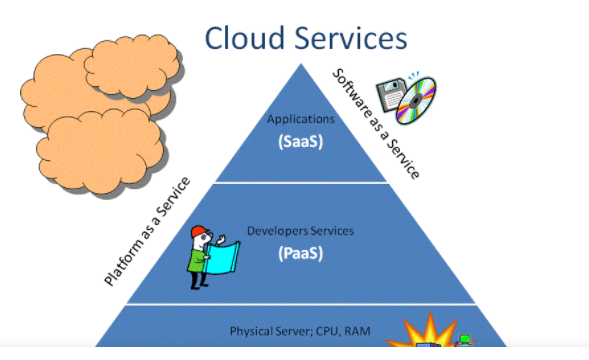 Cloud Services
Software as a Service
Applications
(SaaS)
Platform as a Service
Developers Services
(PaaS)
Physical Server; CPU, RAM